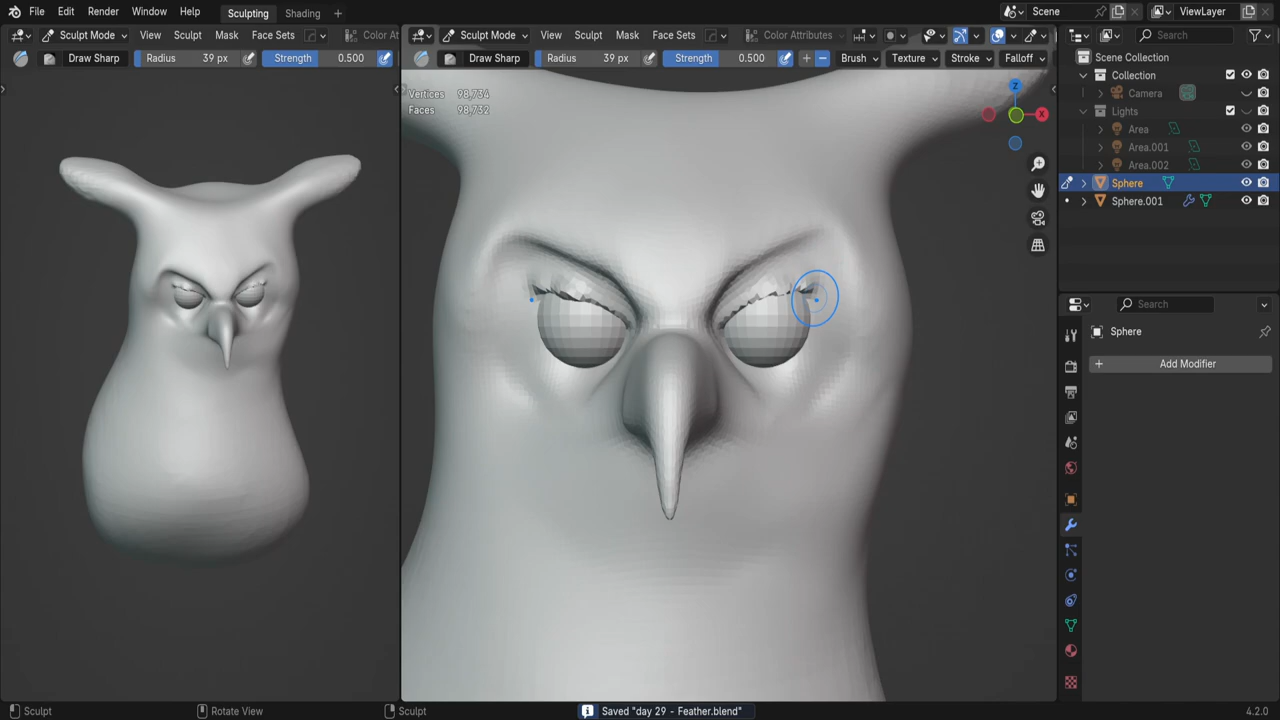 File Edit Render Window Help Sculpting Shading + Scene ViewLayer
Sculpt Mode View Sculpt Mask Face Sets Color At
Sculpt Mode View Sculpt Mask Face Sets Color Attributes
Search
Draw Sharp Radius 39 px Strength 0.500
Draw Sharp Radius 39 px Strength 0.500 + − Brush Texture Stroke Falloff
Scene Collection
Collection
Camera
Lights
Area
Area.001
Area.002
Sphere
Sphere.001
Vertices 98,734
Faces 98,732
Z
X
Search
Sphere
+ Add Modifier
Sculpt Rotate View Sculpt Saved "day 29 - Feather.blend" 4.2.0